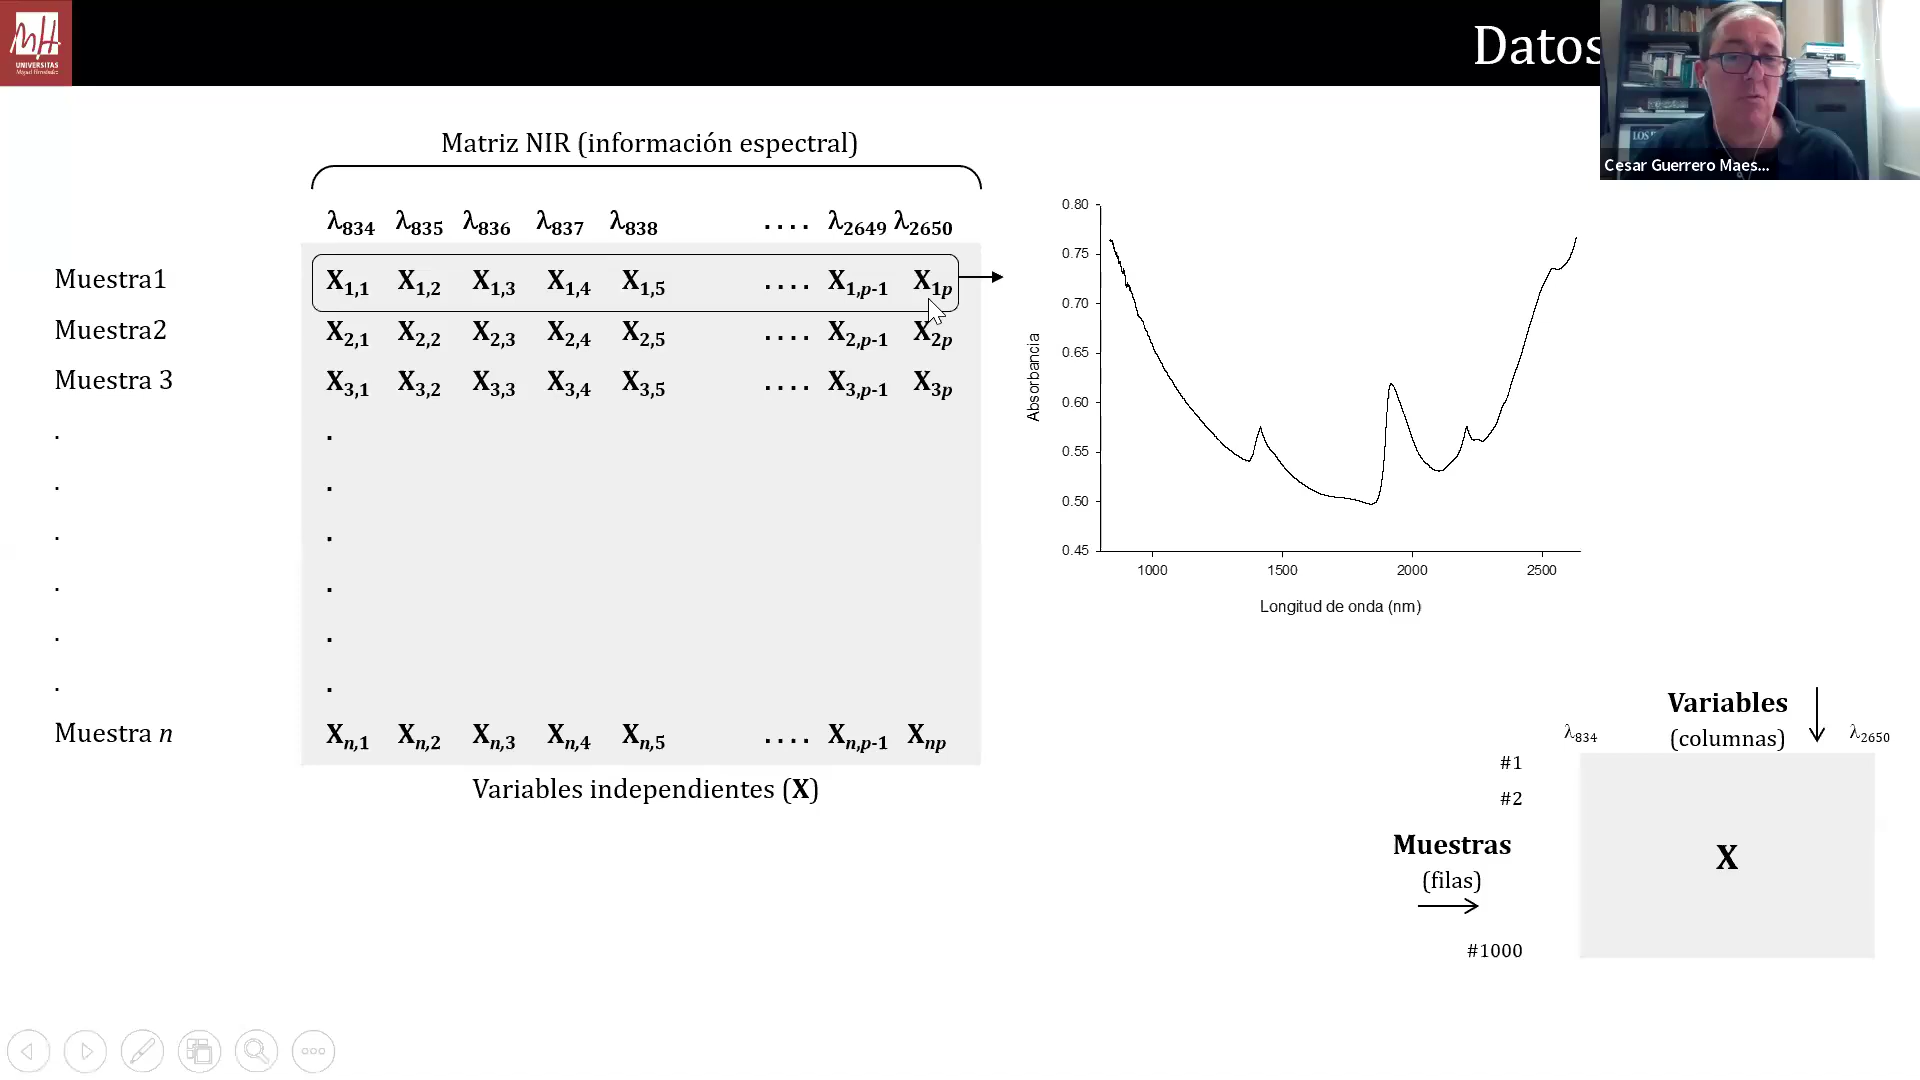 UNIVERSITAS
Miguel Hernández
Datos
Cesar Guerrero Maes...
Matriz NIR (información espectral)
λ834 λ835 λ836 λ837 λ838 .... λ2649 λ2650
Muestra1 X1,1 X1,2 X1,3 X1,4 X1,5 .... X1,p-1 X1p
Muestra2 X2,1 X2,2 X2,3 X2,4 X2,5 .... X2,p-1 X2p
Muestra 3 X3,1 X3,2 X3,3 X3,4 X3,5 .... X3,p-1 X3p
. .
. .
. .
. .
. .
. .
Muestra n Xn,1 Xn,2 Xn,3 Xn,4 Xn,5 .... Xn,p-1 Xnp
Variables independientes (X)
0.80
0.75
0.70
0.65
0.60
0.55
0.50
0.45
Absorbancia
1000 1500 2000 2500
Longitud de onda (nm)
Variables
λ834 (columnas) λ2650
#1
#2
Muestras
(filas)
#1000
X